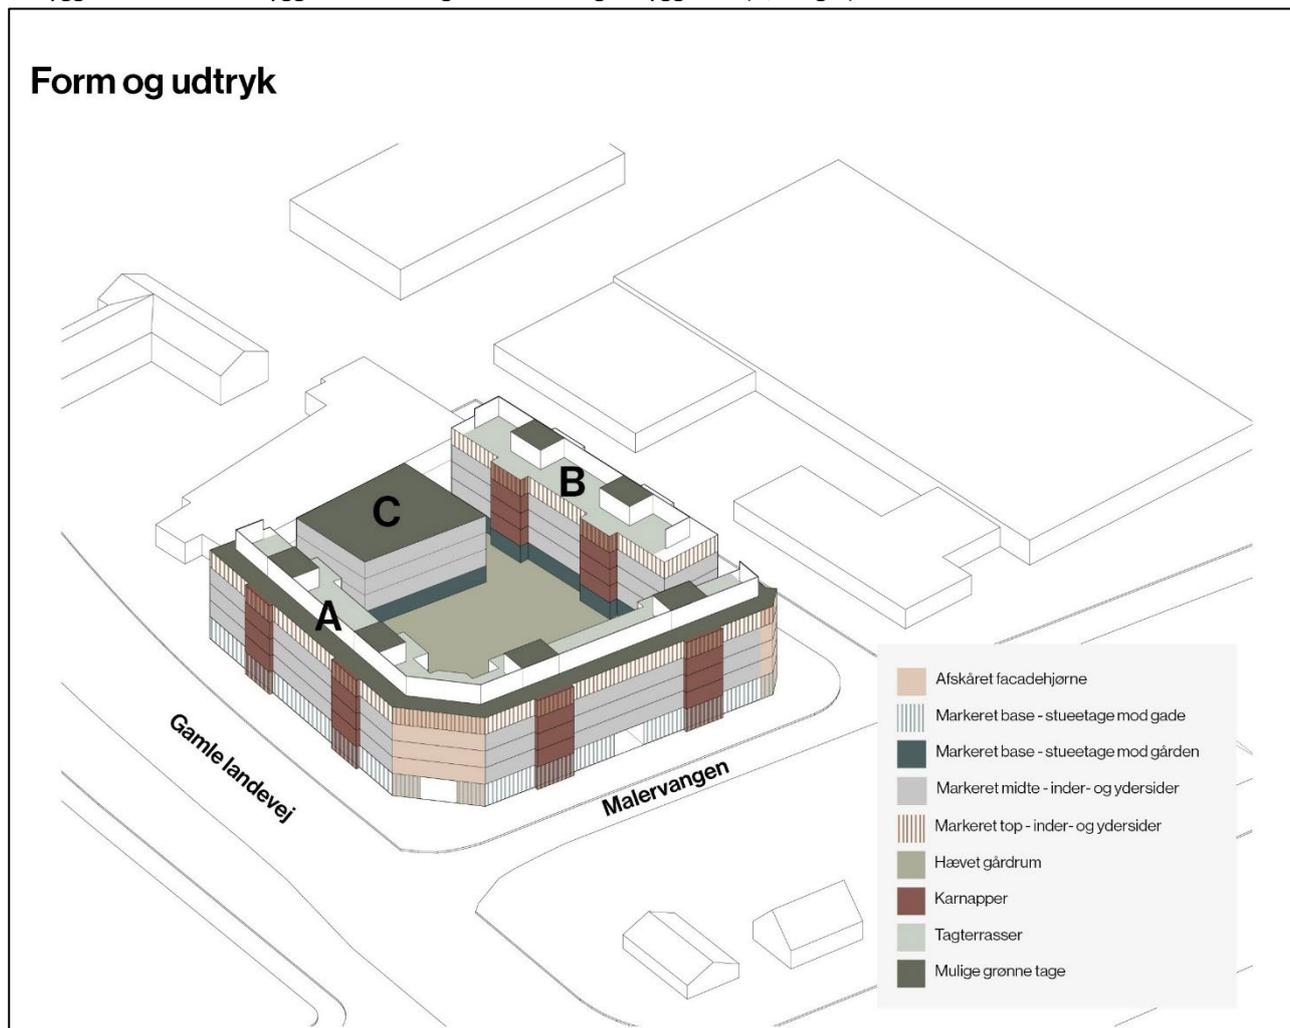 Form og udtryk
B
C
A
Gamle landevej
Malervangen
Afskåret facadehjørne
Markeret base - stueetage mod gade
Markeret base - stueetage mod gården
Markeret midte - inder- og ydersider
Markeret top - inder- og ydersider
Hævet gårdrum
Karnapper
Tagterrasser
Mulige grønne tage